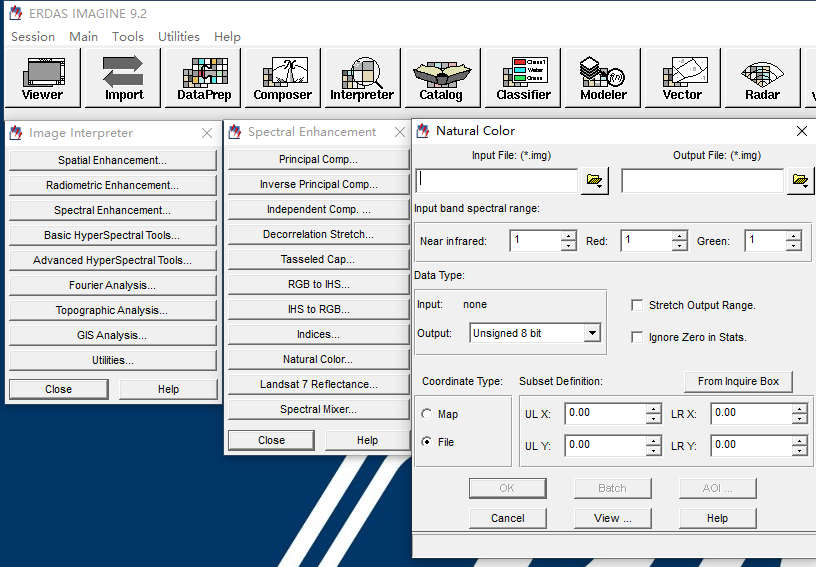 ERDAS IMAGINE 9.2
Session Main Tools Utilities Help
Viewer Import DataPrep Composer Interpreter Catalog Classifier Modeler Vector Radar
Class1
Water
Grass
f(n)
Image Interpreter
Spatial Enhancement...
Radiometric Enhancement...
Spectral Enhancement...
Basic HyperSpectral Tools...
Advanced HyperSpectral Tools...
Fourier Analysis...
Topographic Analysis...
GIS Analysis...
Utilities...
Close Help
Spectral Enhancement
Principal Comp...
Inverse Principal Comp...
Independent Comp. ...
Decorrelation Stretch...
Tasseled Cap...
RGB to IHS...
IHS to RGB...
Indices...
Natural Color...
Landsat 7 Reflectance...
Spectral Mixer...
Close Help
Natural Color
Input File: (*.img) Output File: (*.img)
Input band spectral range:
Near infrared: 1 Red: 1 Green: 1
Data Type:
Input: none
Output: Unsigned 8 bit
Stretch Output Range.
Ignore Zero in Stats.
Coordinate Type: Subset Definition: From Inquire Box
Map
File
UL X: 0.00 LR X: 0.00
UL Y: 0.00 LR Y: 0.00
OK Batch AOI ...
Cancel View ... Help